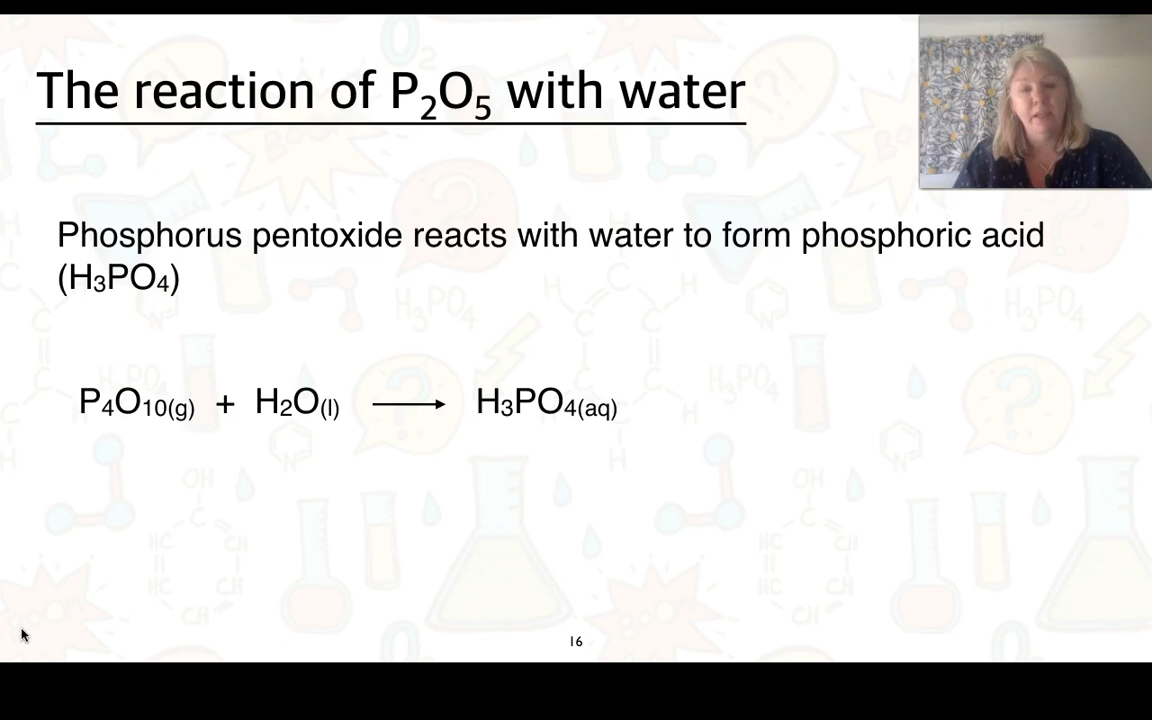 The reaction of P₂O₅ with water
Phosphorus pentoxide reacts with water to form phosphoric acid
(H₃PO₄)
P₄O₁₀(g) + H₂O(l) ⟶ H₃PO₄(aq)
16